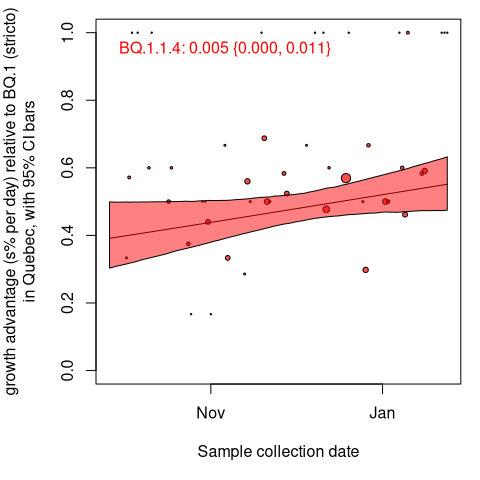 growth advantage (s% per day) relative to BQ.1 (stricto)
in Quebec, with 95% CI bars
1.0
0.8
0.6
0.4
0.2
0.0
BQ.1.1.4: 0.005 {0.000, 0.011}
Nov
Jan
Sample collection date